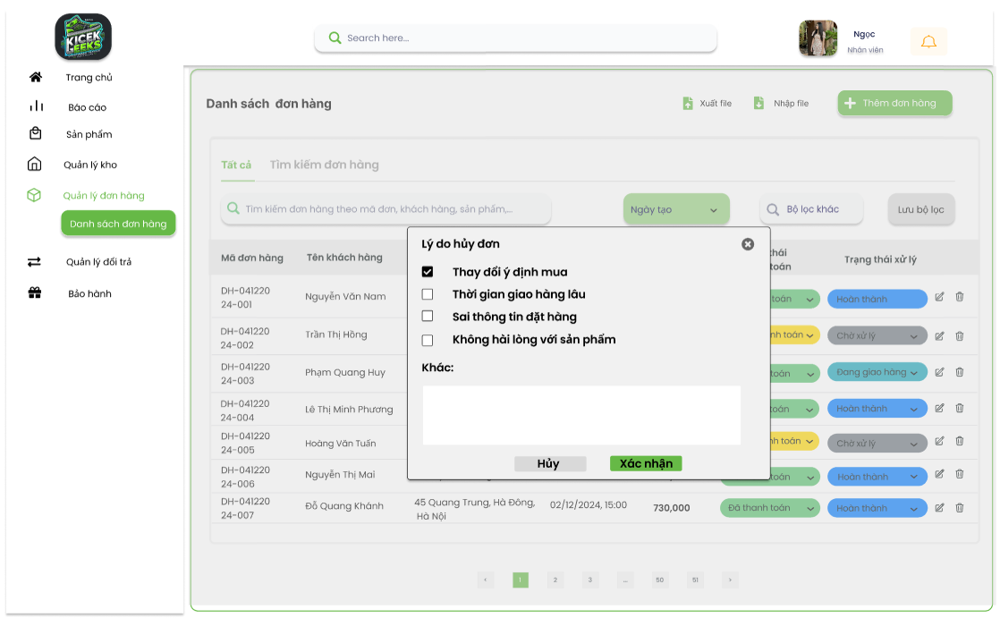 KICEK
GEEKS
Search here...
Ngọc
Nhân viên
Trang chủ
Báo cáo
Sản phẩm
Quản lý kho
Quản lý đơn hàng
Danh sách đơn hàng
Quản lý đổi trả
Bảo hành
Danh sách đơn hàng
Xuất file
Nhập file
Thêm đơn hàng
Tất cả
Tìm kiếm đơn hàng
Tìm kiếm đơn hàng theo mã đơn, khách hàng, sản phẩm,...
Ngày tạo
Bộ lọc khác
Lưu bộ lọc
Mã đơn hàng
Tên khách hàng
thái
toán
Trạng thái xử lý
DH-041220
24-001
Nguyễn Văn Nam
toán
Hoàn thành
DH-041220
24-002
Trần Thị Hồng
nh toán
Chờ xử lý
DH-041220
24-003
Phạm Quang Huy
toán
Đang giao hàng
DH-041220
24-004
Lê Thị Minh Phương
toán
Hoàn thành
DH-041220
24-005
Hoàng Văn Tuấn
nh toán
Chờ xử lý
DH-041220
24-006
Nguyễn Thị Mai
toán
Hoàn thành
DH-041220
24-007
Đỗ Quang Khánh
45 Quang Trung, Hà Đông,
Hà Nội
02/12/2024, 15:00
730,000
Đã thanh toán
Hoàn thành
Lý do hủy đơn
Thay đổi ý định mua
Thời gian giao hàng lâu
Sai thông tin đặt hàng
Không hài lòng với sản phẩm
Khác:
Hủy
Xác nhận
‹ 1 2 3 ... 50 51 ›